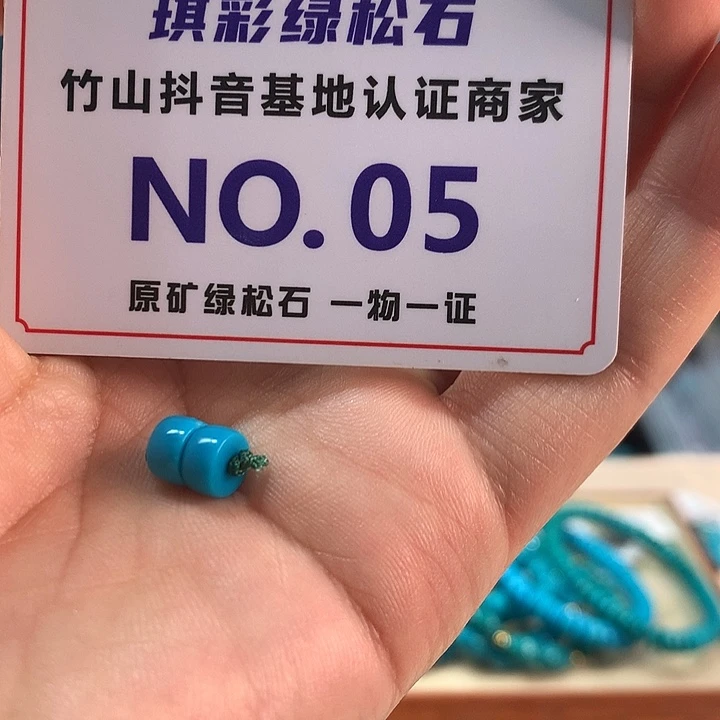 琪彩绿松石
竹山抖音基地认证商家
NO. 05
原矿绿松石 一物一证